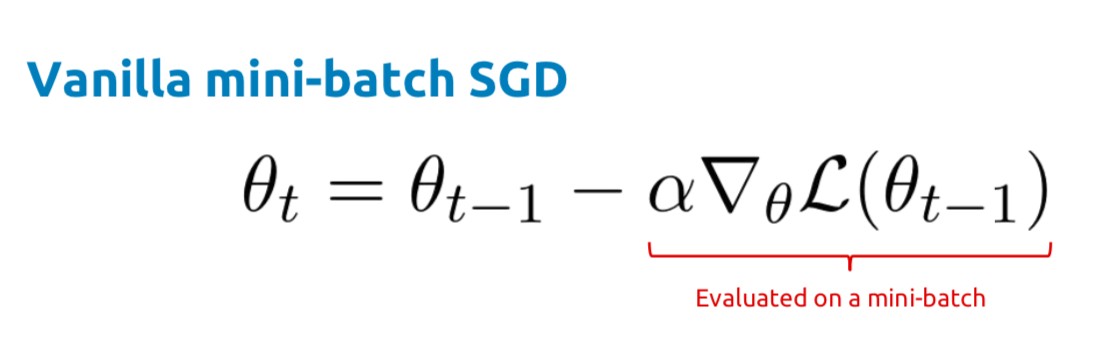 Vanilla mini-batch SGD
θ_t = θ_{t−1} − α∇_θ ℒ(θ_{t−1})
Evaluated on a mini-batch